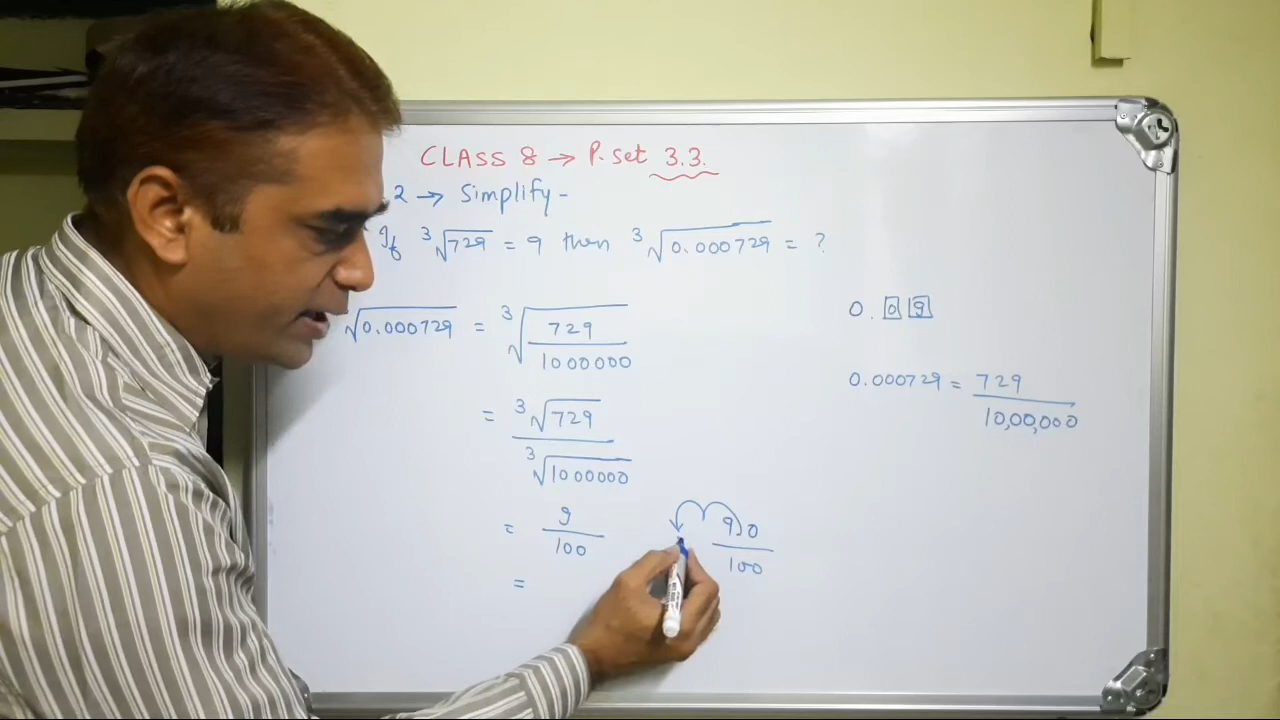 CLASS 8 → P. Set 3.3.
2 → Simplify -
If ³√729 = 9 then ³√0.000729 = ?
√0.000729 = ³√(729/1000000)
= ³√729 / ³√1000000
= 9/100
=
9.0/100
0. 0 9
0.000729 = 729/10,00,000